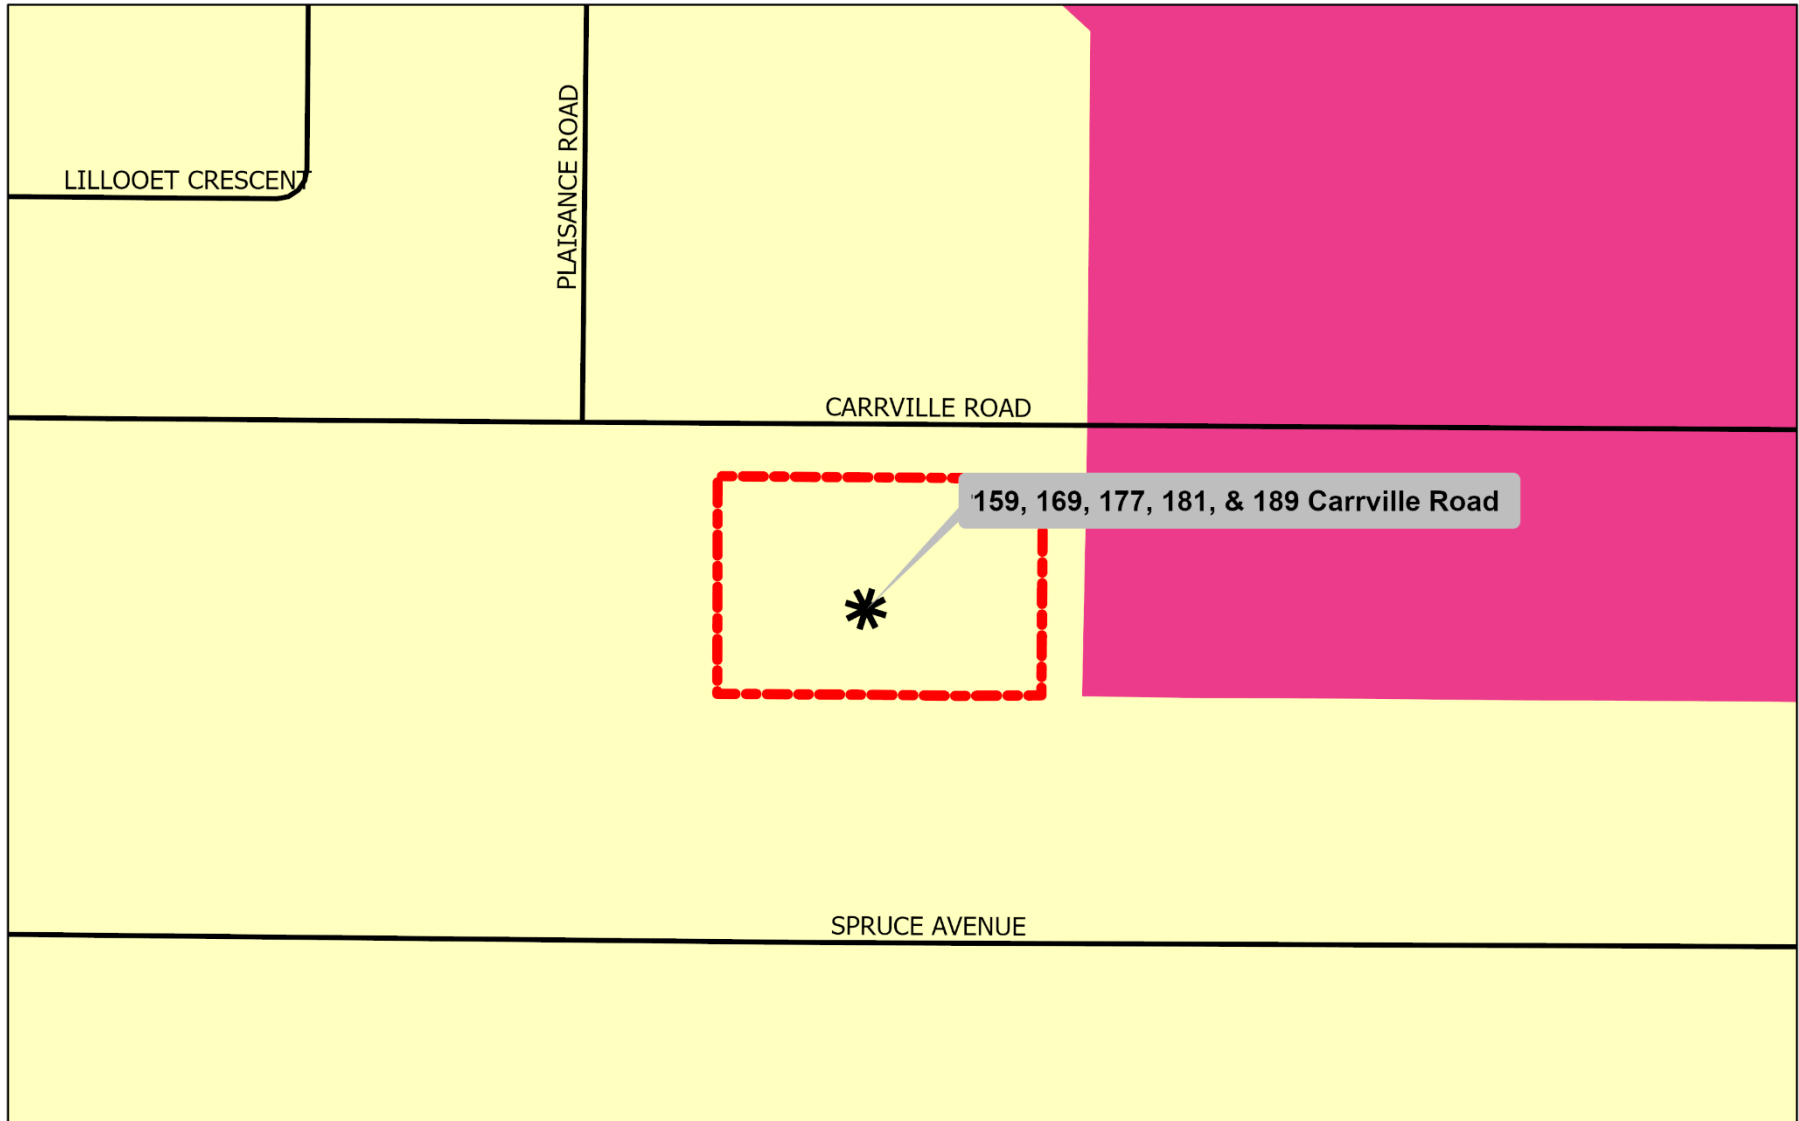 PLAISANCE ROAD
LILLOOET CRESCENT
CARRVILLE ROAD
159, 169, 177, 181, & 189 Carrville Road
SPRUCE AVENUE